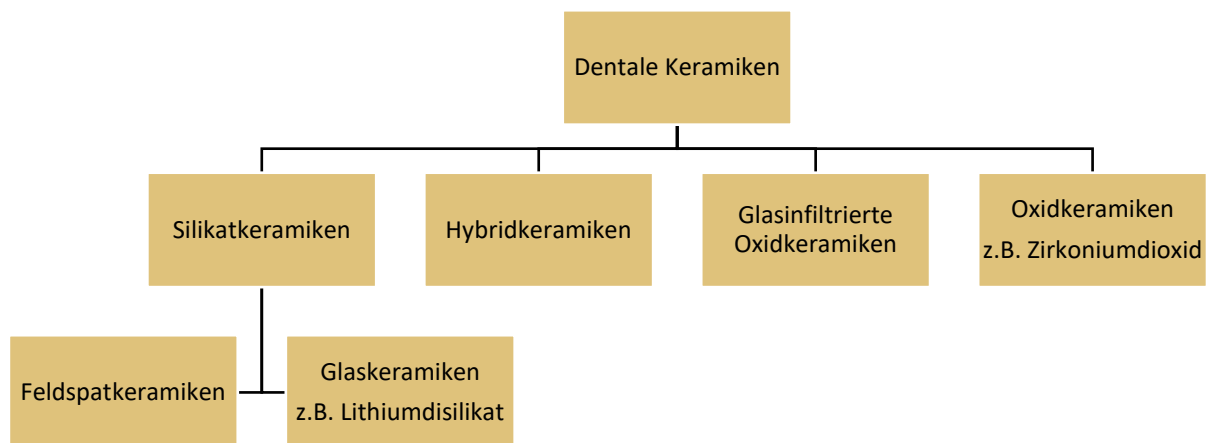 Dentale Keramiken
Silikatkeramiken
Hybridkeramiken
Glasinfiltrierte
Oxidkeramiken
Oxidkeramiken
z.B. Zirkoniumdioxid
Feldspatkeramiken
Glaskeramiken
z.B. Lithiumdisilikat